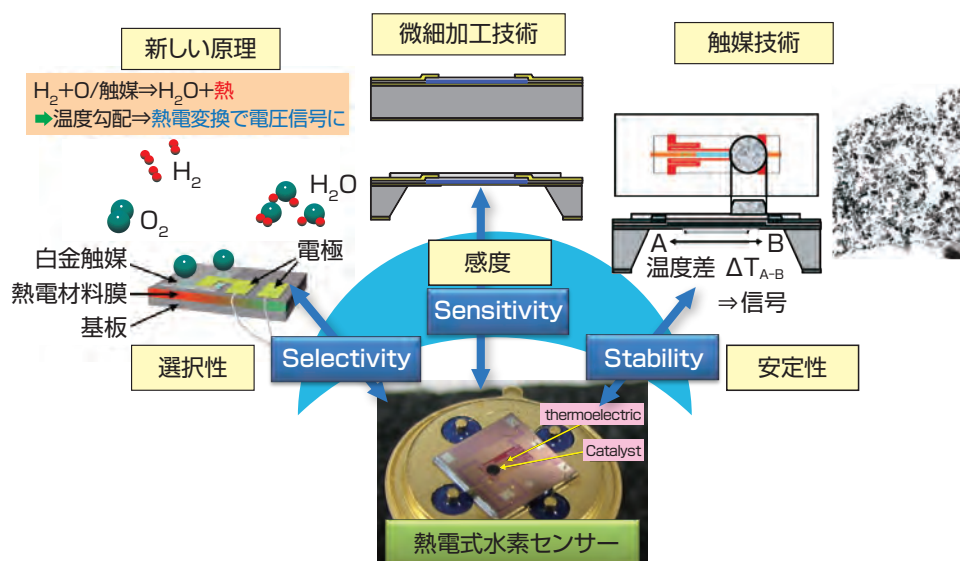 新しい原理
H₂+O/触媒⇒H₂O+熱
➡温度勾配⇒熱電変換で電圧信号に
H₂
O₂
H₂O
電極
白金触媒
熱電材料膜
基板
選択性
Selectivity
微細加工技術
感度
Sensitivity
触媒技術
A
B
温度差 ΔT_A-B
⇒信号
Stability
安定性
thermoelectric
Catalyst
熱電式水素センサー